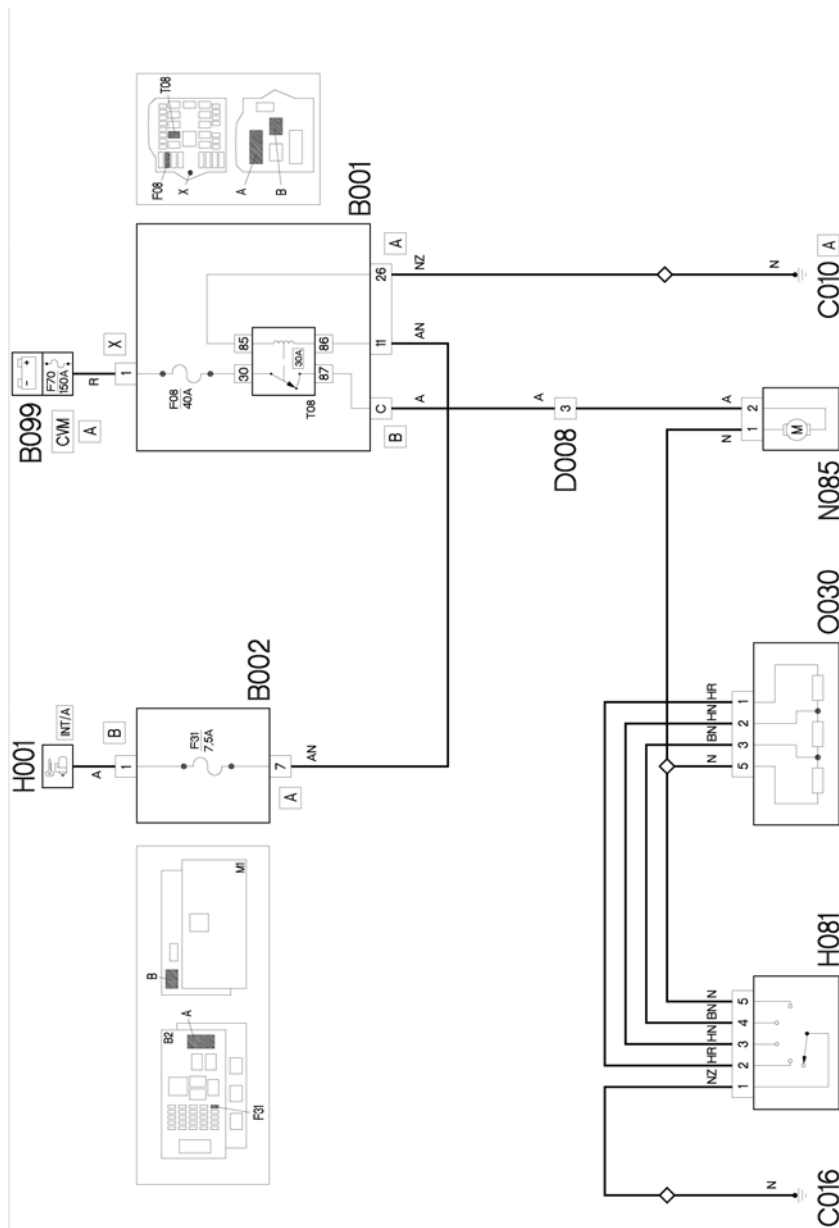 H001
INT/A
A
1
B
F31
7,5A
B002
7
A
AN
B2
A
F31
B
M1
B099
F70
150A
CVM
A
R
1
X
F08
40A
30
85
30A
87
86
T08
C
11
26
B
A
B001
F08
T08
X
A
B
A
AN
NZ
A
D008
3
N
A
1
2
M
N085
N
C010
A
N
BN
HN
HR
5
3
2
1
O030
NZ
HR
HN
BN
N
1
2
3
4
5
H081
N
C016